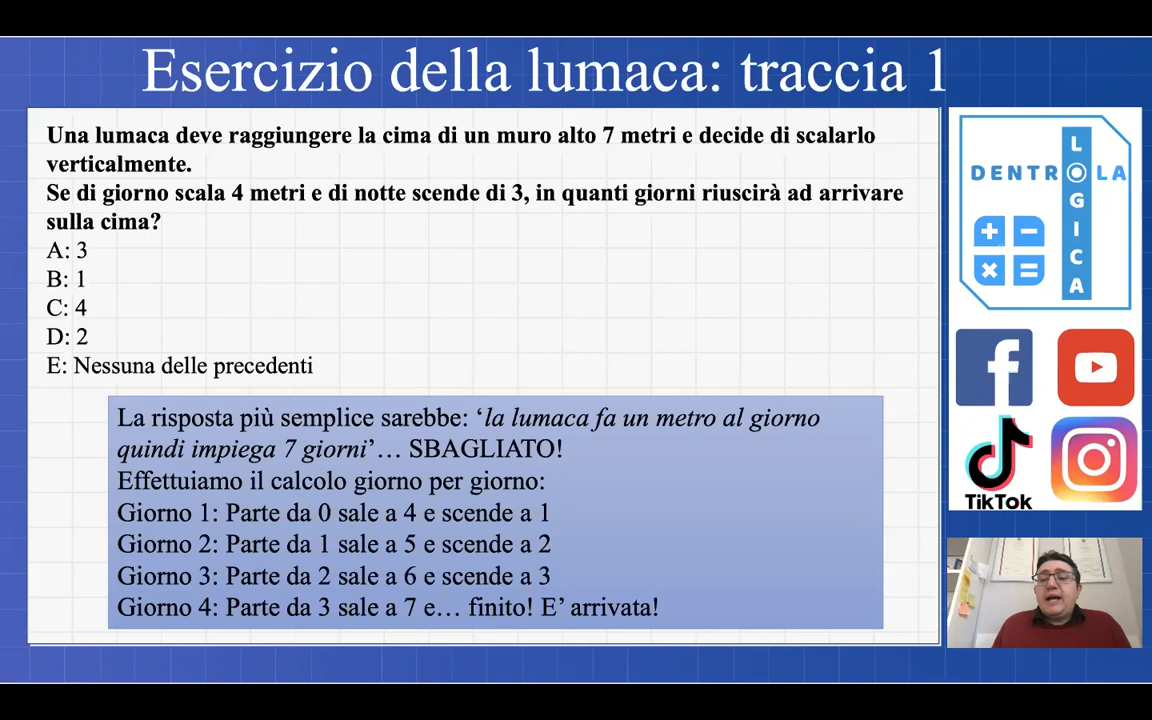 Esercizio della lumaca: traccia 1
Una lumaca deve raggiungere la cima di un muro alto 7 metri e decide di scalarlo
verticalmente.
Se di giorno scala 4 metri e di notte scende di 3, in quanti giorni riuscirà ad arrivare
sulla cima?
A: 3
B: 1
C: 4
D: 2
E: Nessuna delle precedenti
La risposta più semplice sarebbe: ‘la lumaca fa un metro al giorno
quindi impiega 7 giorni’… SBAGLIATO!
Effettuiamo il calcolo giorno per giorno:
Giorno 1: Parte da 0 sale a 4 e scende a 1
Giorno 2: Parte da 1 sale a 5 e scende a 2
Giorno 3: Parte da 2 sale a 6 e scende a 3
Giorno 4: Parte da 3 sale a 7 e… finito! E’ arrivata!
DENTRO LA
LOGICA
+ −
× =
f
TikTok